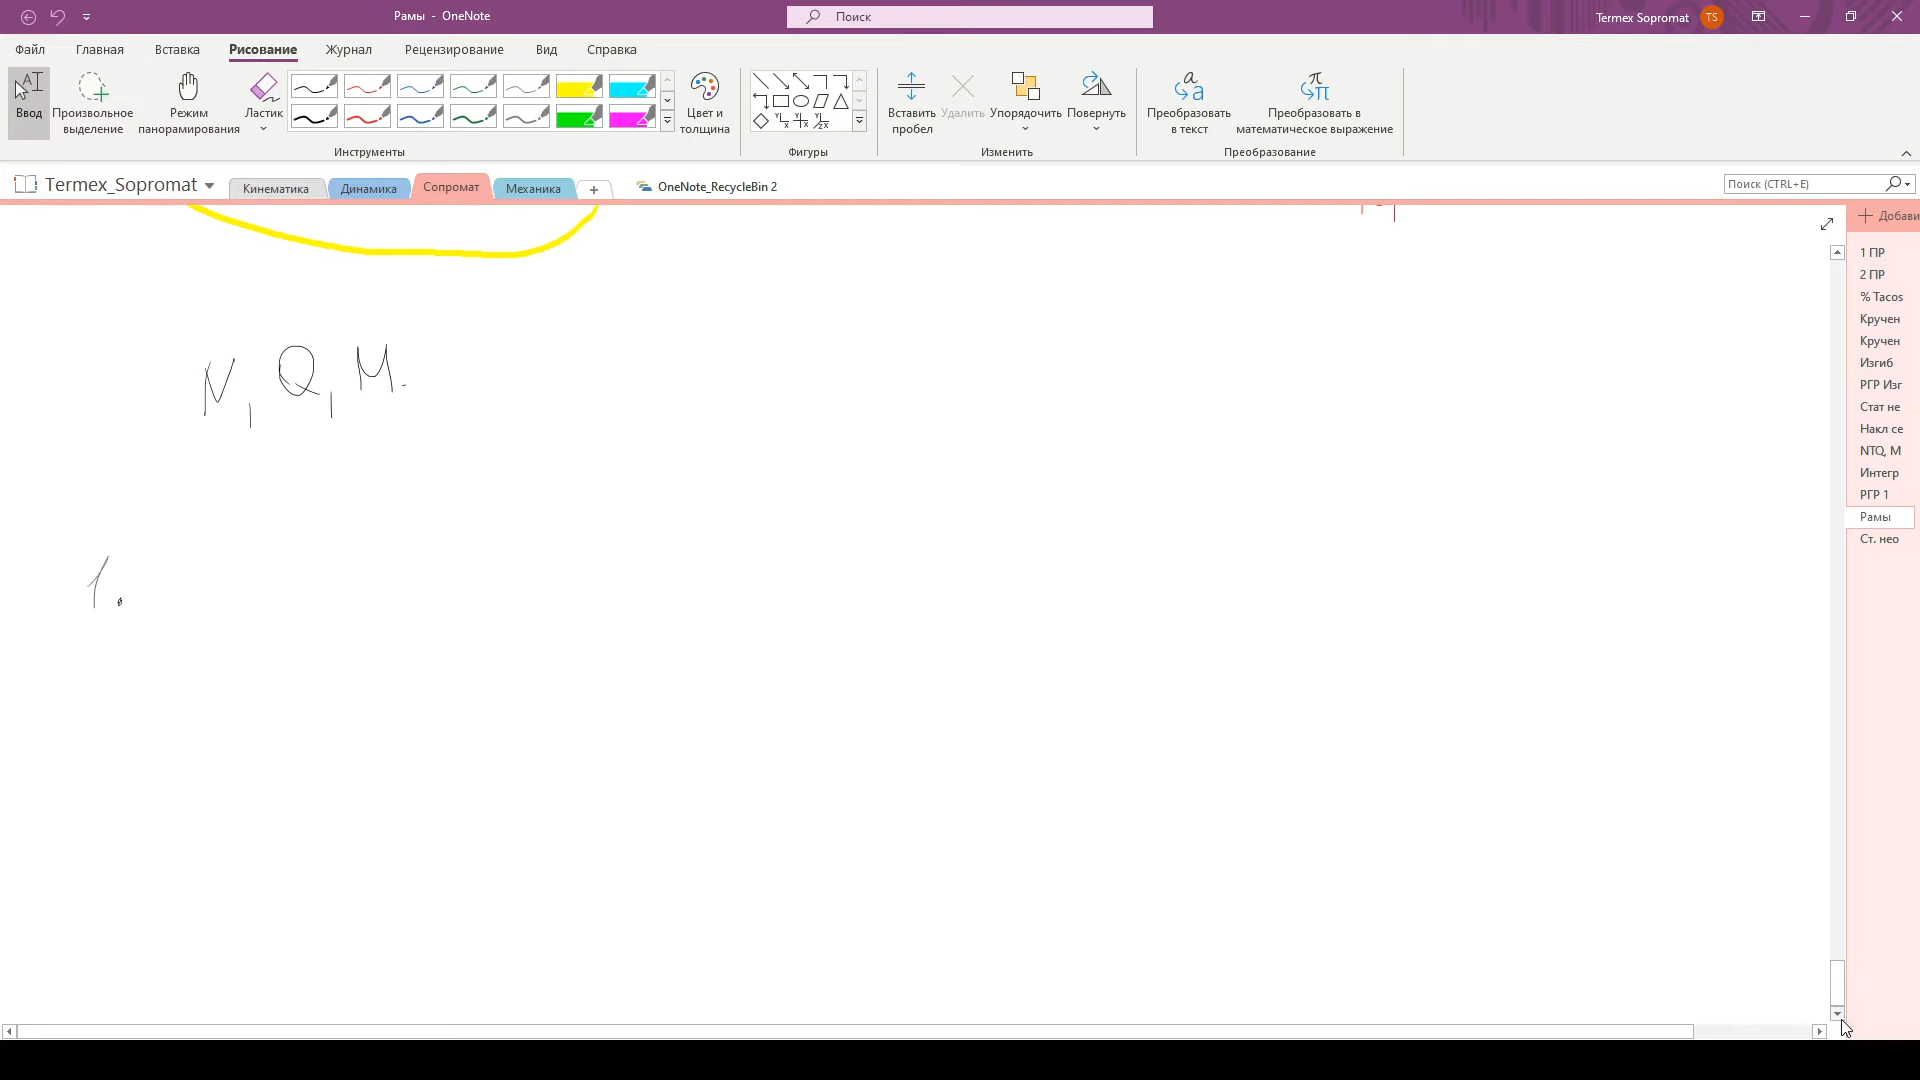 Рамы - OneNote
Поиск
Termex Sopromat TS
Файл Главная Вставка Рисование Журнал Рецензирование Вид Справка
Ввод
Произвольное выделение
Режим панорамирования
Ластик
Цвет и толщина
Вставить пробел
Удалить
Упорядочить
Повернуть
Преобразовать в текст
Преобразовать в математическое выражение
Инструменты Фигуры Изменить Преобразование
Termex_Sopromat Кинематика Динамика Сопромат Механика + OneNote_RecycleBin 2 Поиск (CTRL+E)
Добави
1 ПР
2 ПР
% Tacos
Кручен
Кручен
Изгиб
РГР Изг
Стат не
Накл се
NTQ, M
Интегр
РГР 1
Рамы
Ст. нео
N, Q, M.
1.